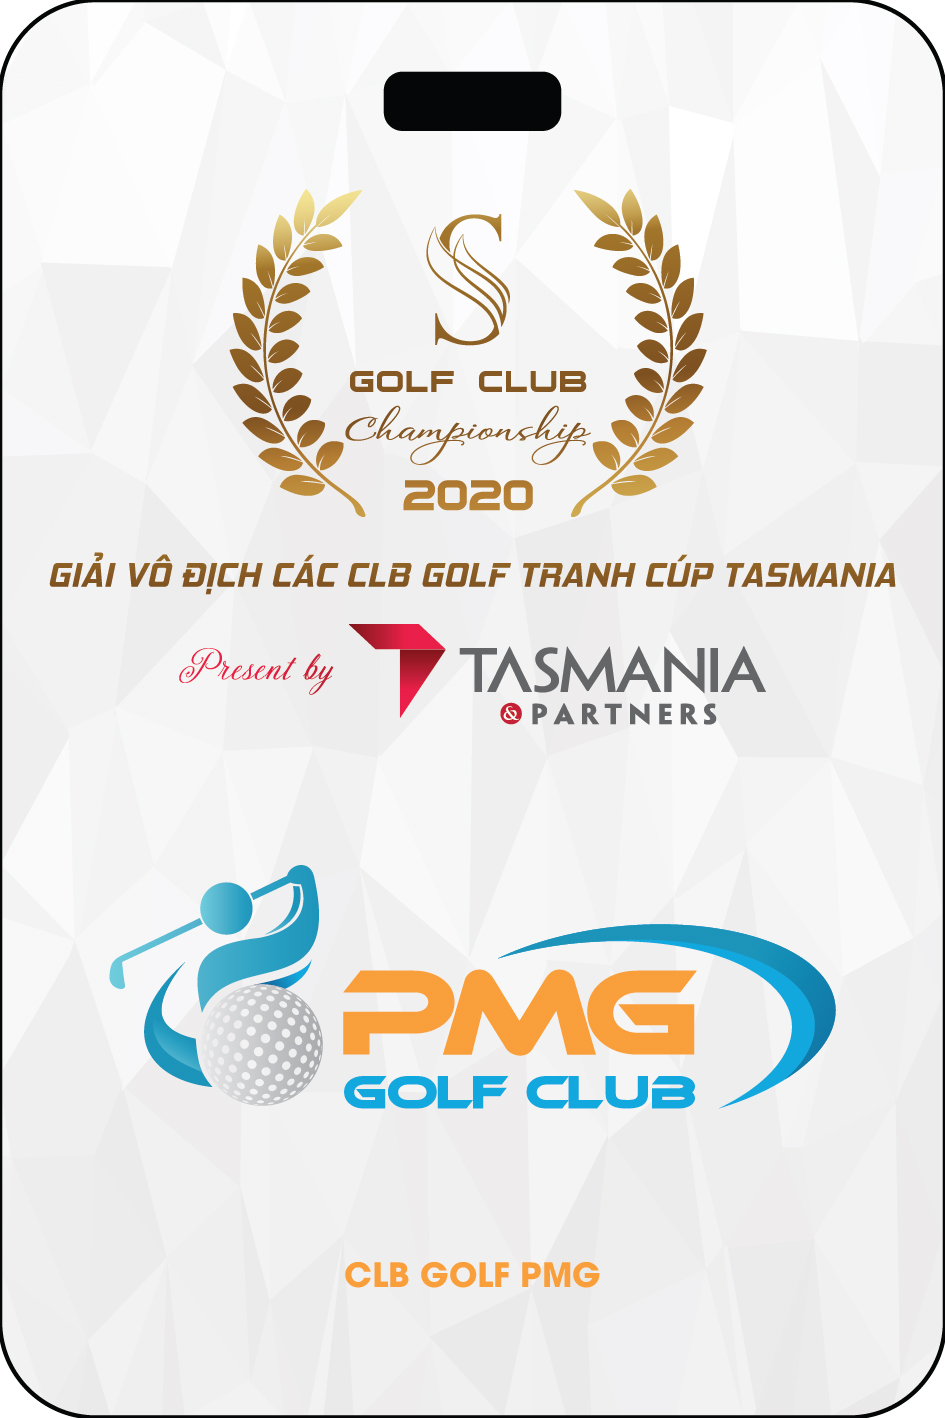 S
GOLF CLUB
Championship
2020
GIẢI VÔ ĐỊCH CÁC CLB GOLF TRANH CÚP TASMANIA
Present by TASMANIA
& PARTNERS
PMG
GOLF CLUB
CLB GOLF PMG